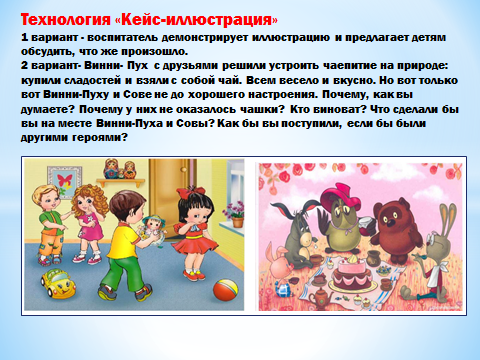 Технология «Кейс-иллюстрация»
1 вариант - воспитатель демонстрирует иллюстрацию и предлагает детям
обсудить, что же произошло.
2 вариант- Винни- Пух с друзьями решили устроить чаепитие на природе:
купили сладостей и взяли с собой чай. Всем весело и вкусно. Но вот только
вот Винни-Пуху и Сове не до хорошего настроения. Почему, как вы
думаете? Почему у них не оказалось чашки? Кто виноват? Что сделали бы
вы на месте Винни-Пуха и Совы? Как бы вы поступили, если бы были
другими героями?